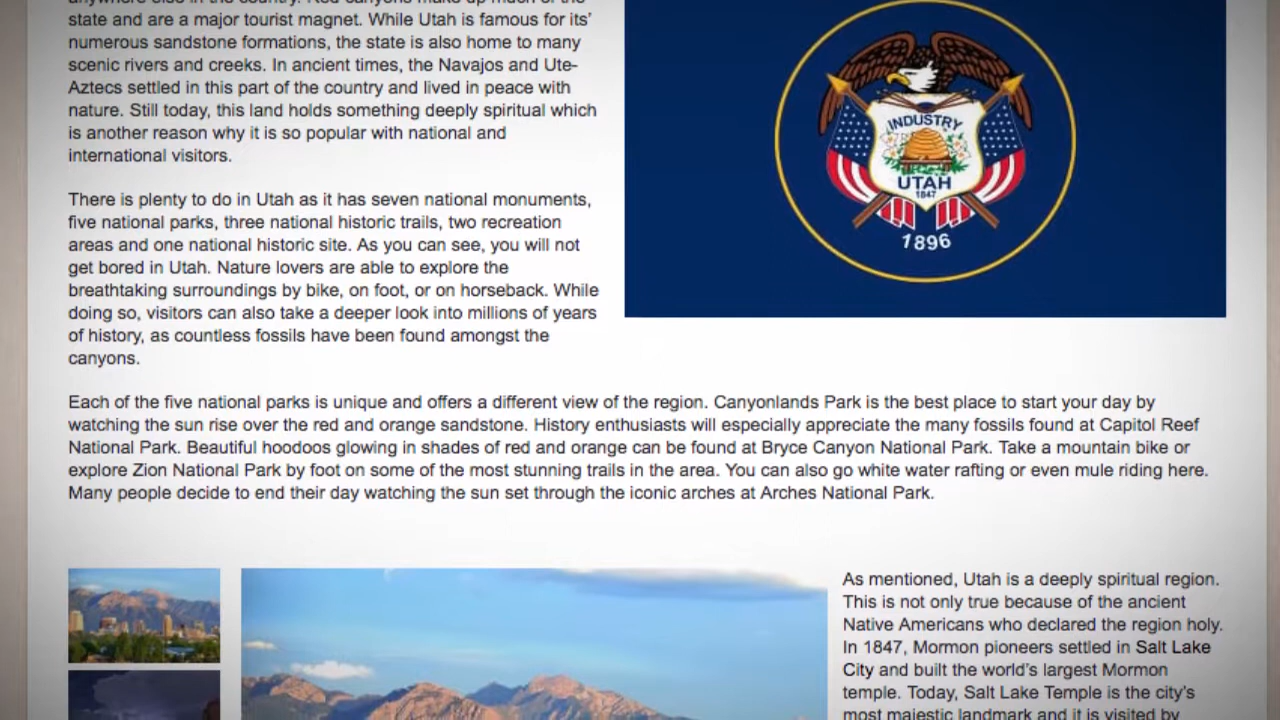 state and are a major tourist magnet. While Utah is famous for its’
numerous sandstone formations, the state is also home to many
scenic rivers and creeks. In ancient times, the Navajos and Ute-
Aztecs settled in this part of the country and lived in peace with
nature. Still today, this land holds something deeply spiritual which
is another reason why it is so popular with national and
international visitors.
There is plenty to do in Utah as it has seven national monuments,
five national parks, three national historic trails, two recreation
areas and one national historic site. As you can see, you will not
get bored in Utah. Nature lovers are able to explore the
breathtaking surroundings by bike, on foot, or on horseback. While
doing so, visitors can also take a deeper look into millions of years
of history, as countless fossils have been found amongst the
canyons.
INDUSTRY
UTAH
1847
1896
Each of the five national parks is unique and offers a different view of the region. Canyonlands Park is the best place to start your day by
watching the sun rise over the red and orange sandstone. History enthusiasts will especially appreciate the many fossils found at Capitol Reef
National Park. Beautiful hoodoos glowing in shades of red and orange can be found at Bryce Canyon National Park. Take a mountain bike or
explore Zion National Park by foot on some of the most stunning trails in the area. You can also go white water rafting or even mule riding here.
Many people decide to end their day watching the sun set through the iconic arches at Arches National Park.
As mentioned, Utah is a deeply spiritual region.
This is not only true because of the ancient
Native Americans who declared the region holy.
In 1847, Mormon pioneers settled in Salt Lake
City and built the world’s largest Mormon
temple. Today, Salt Lake Temple is the city’s
most majestic landmark and it is visited by